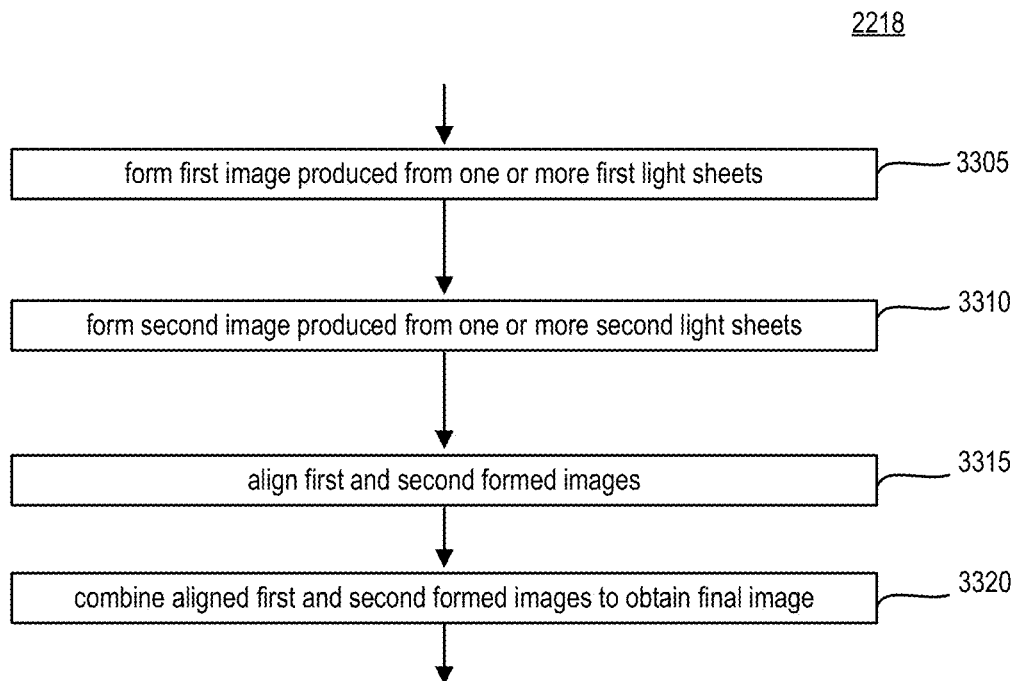 2218
form first image produced from one or more first light sheets
3305
form second image produced from one or more second light sheets
3310
align first and second formed images
3315
combine aligned first and second formed images to obtain final image
3320